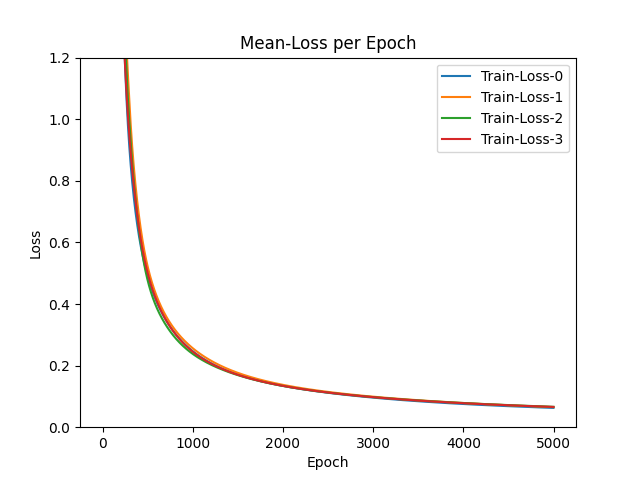 Mean-Loss per Epoch
1.2
1.0
0.8
0.6
0.4
0.2
0.0
Loss
Train-Loss-0
Train-Loss-1
Train-Loss-2
Train-Loss-3
0 1000 2000 3000 4000 5000
Epoch